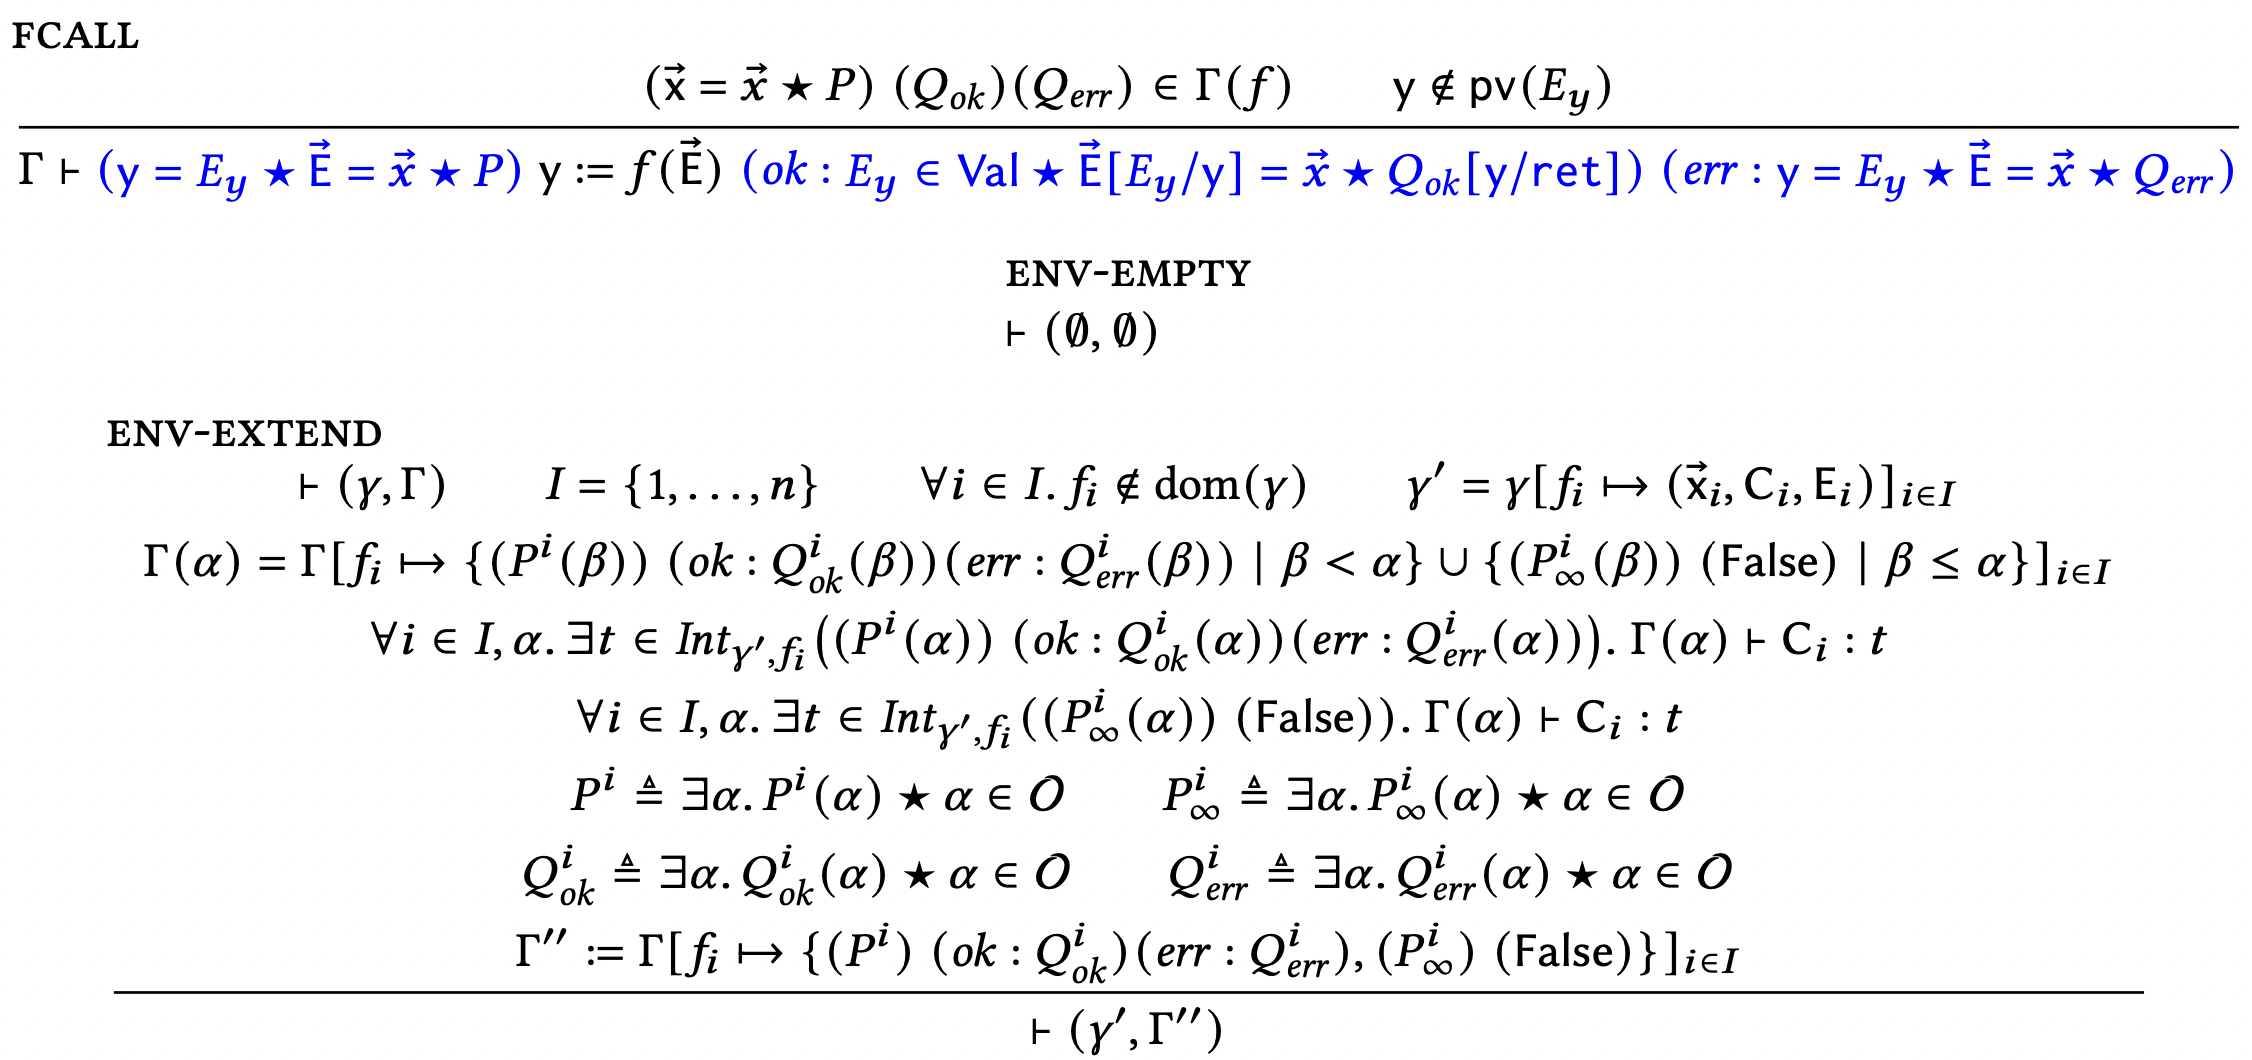 FCALL
(x⃗ = 𝑥⃗ ★ P) (Q_ok)(Q_err) ∈ Γ(f)    y ∉ pv(E_y)
Γ ⊢ (y = E_y ★ E⃗ = 𝑥⃗ ★ P) y := f(E⃗) (ok : E_y ∈ Val ★ E⃗[E_y/y] = 𝑥⃗ ★ Q_ok[y/ret]) (err : y = E_y ★ E⃗ = 𝑥⃗ ★ Q_err)
ENV-EMPTY
⊢ (∅, ∅)
ENV-EXTEND
⊢ (γ, Γ)    I = {1, . . . , n}    ∀i ∈ I. f_i ∉ dom(γ)    γ′ = γ[f_i ↦ (x⃗_i, C_i, E_i)]_{i∈I}
Γ(α) = Γ[f_i ↦ {(P^i(β)) (ok : Q^i_ok(β))(err : Q^i_err(β)) | β < α} ∪ {(P^i_∞(β)) (False) | β ≤ α}]_{i∈I}
∀i ∈ I, α. ∃t ∈ Int_{γ′,f_i}((P^i(α)) (ok : Q^i_ok(α))(err : Q^i_err(α))). Γ(α) ⊢ C_i : t
∀i ∈ I, α. ∃t ∈ Int_{γ′,f_i}((P^i_∞(α)) (False)). Γ(α) ⊢ C_i : t
P^i ≜ ∃α. P^i(α) ★ α ∈ 𝒪    P^i_∞ ≜ ∃α. P^i_∞(α) ★ α ∈ 𝒪
Q^i_ok ≜ ∃α. Q^i_ok(α) ★ α ∈ 𝒪    Q^i_err ≜ ∃α. Q^i_err(α) ★ α ∈ 𝒪
Γ″ := Γ[f_i ↦ {(P^i) (ok : Q^i_ok)(err : Q^i_err), (P^i_∞) (False)}]_{i∈I}
⊢ (γ′, Γ″)